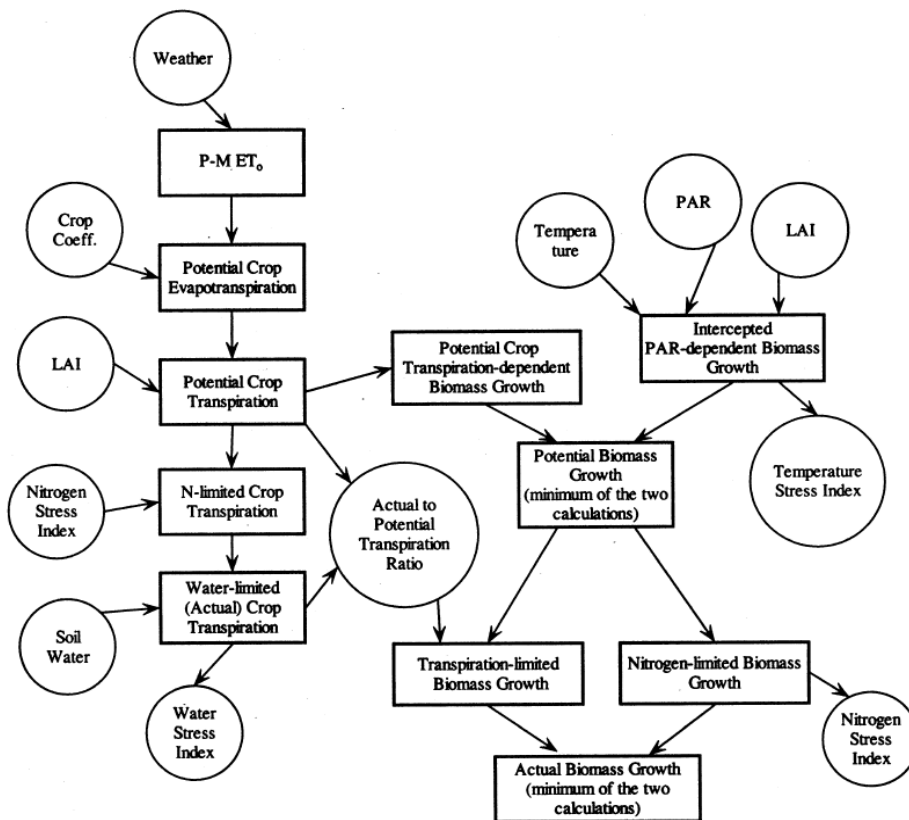 Weather
P-M ETo
Crop
Coeff.
Potential Crop
Evapotranspiration
LAI
Potential Crop
Transpiration
Nitrogen
Stress
Index
N-limited Crop
Transpiration
Soil
Water
Water-limited
(Actual) Crop
Transpiration
Water
Stress
Index
Actual to
Potential
Transpiration
Ratio
Potential Crop
Transpiration-dependent
Biomass Growth
Tempera
ture
PAR
LAI
Intercepted
PAR-dependent Biomass
Growth
Temperature
Stress Index
Potential Biomass
Growth
(minimum of the two
calculations)
Transpiration-limited
Biomass Growth
Nitrogen-limited Biomass
Growth
Nitrogen
Stress
Index
Actual Biomass Growth
(minimum of the two
calculations)